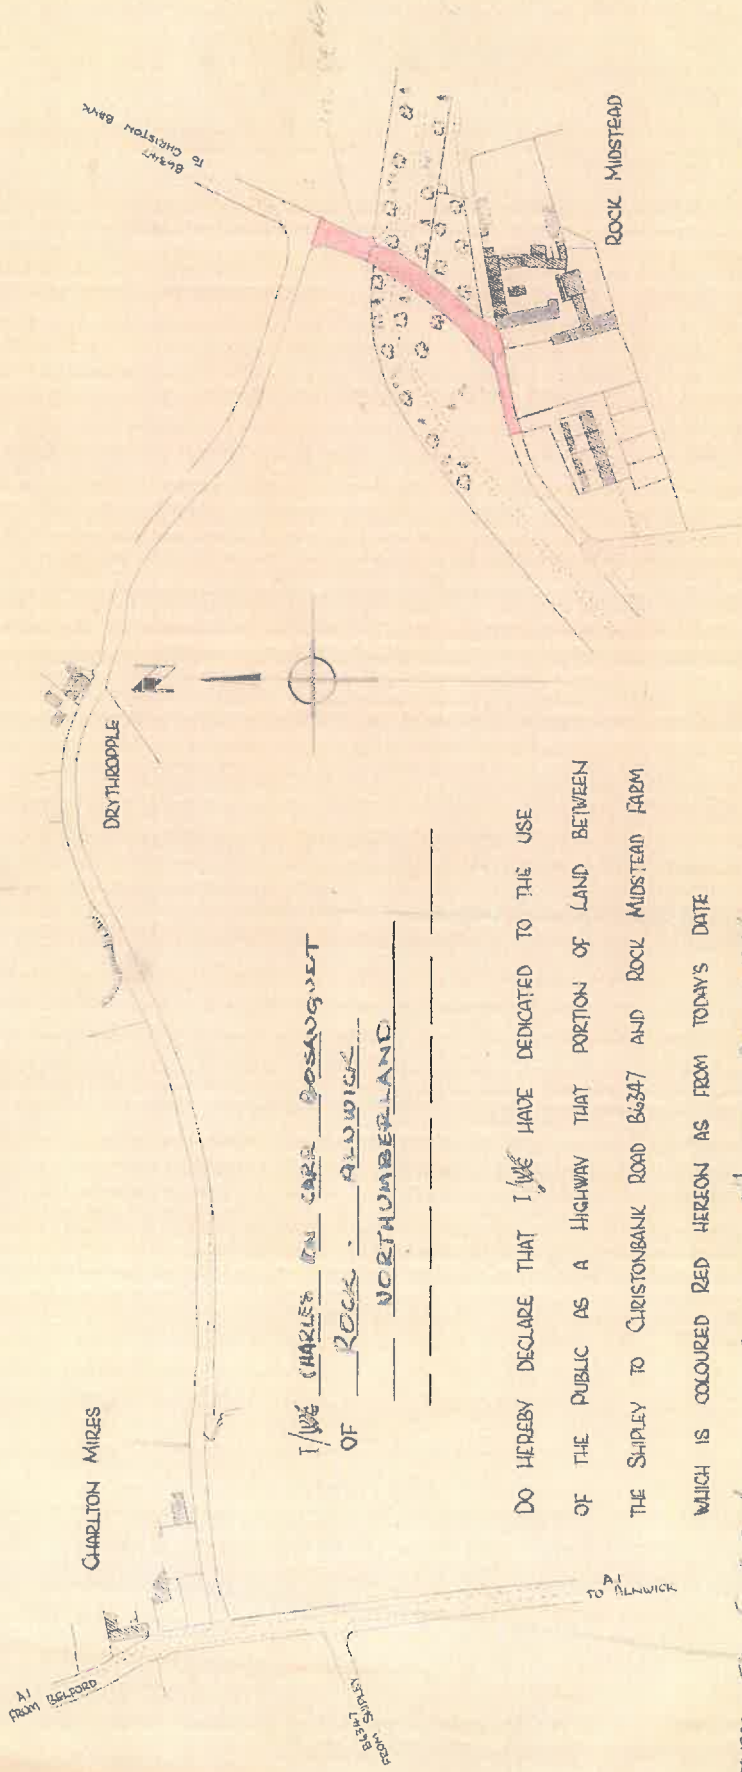 CHARLTON MIRES
DRYTHROPPLE
ROCK MIDSTEAD
A1
FROM BELFORD
B6347
FROM SHIPLEY
A1
TO ALNWICK
B6347
TO CHRISTON BANK
N
I/WE CHARLES ION CARR BOSANQUET
OF ROCK . ALNWICK
NORTHUMBERLAND
DO HEREBY DECLARE THAT I/WE HAVE DEDICATED TO THE USE
OF THE PUBLIC AS A HIGHWAY THAT PORTION OF LAND BETWEEN
THE SHIPLEY TO CHRISTONBANK ROAD B6347 AND ROCK MIDSTEAD FARM
WHICH IS COLOURED RED HEREON AS FROM TODAY'S DATE